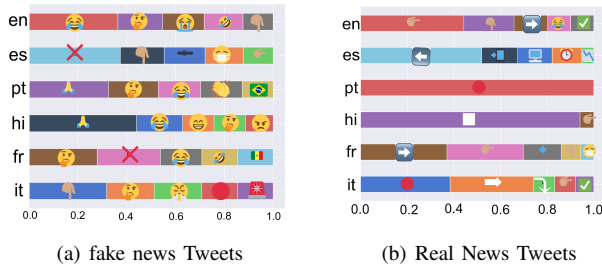 en
es
pt
hi
fr
it
0.0 0.2 0.4 0.6 0.8 1.0
(a) fake news Tweets
en
es
pt
hi
fr
it
0.0 0.2 0.4 0.6 0.8 1.0
(b) Real News Tweets